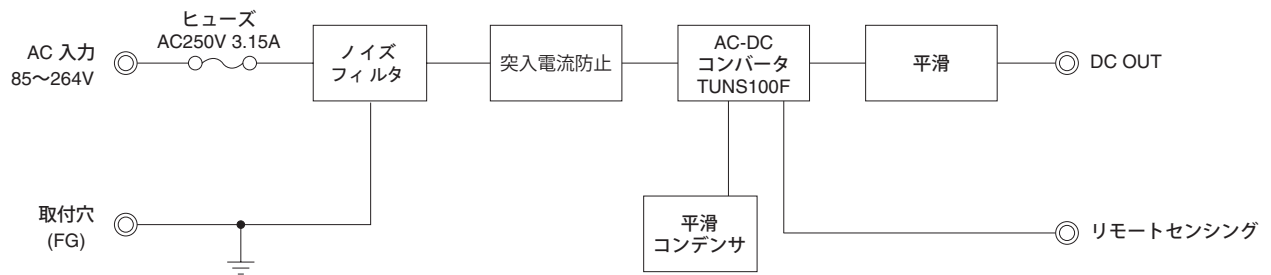 ヒューズ
AC250V 3.15A
AC 入力
85～264V
ノイズ
フィルタ
突入電流防止
AC-DC
コンバータ
TUNS100F
平滑
DC OUT
取付穴
(FG)
平滑
コンデンサ
リモートセンシング